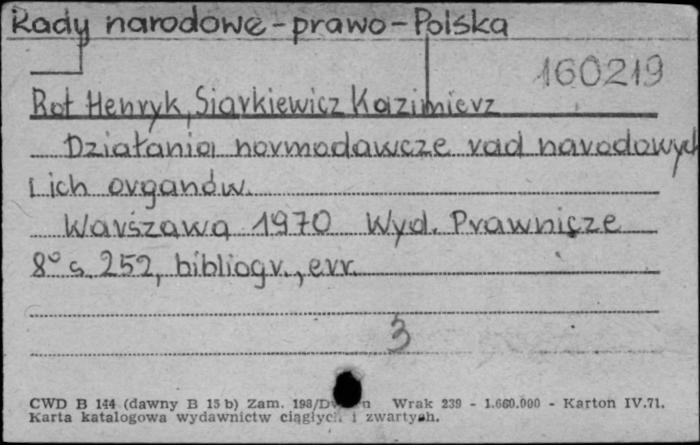 Rady narodowe - prawo - Polska
160219
Rot Henryk, Siarkiewicz Kazimierz
Działania normodawcze rad narodowych
i ich organów.
Warszawa 1970 Wyd. Prawnicze
8° s. 252, bibliogr., err.
3
CWD B 144 (dawny B 15 b) Zam. 198/ Wrak 239 - 1.660.000 - Karton IV.71.
Karta katalogowa wydawnictw ciągłych i zwartych.